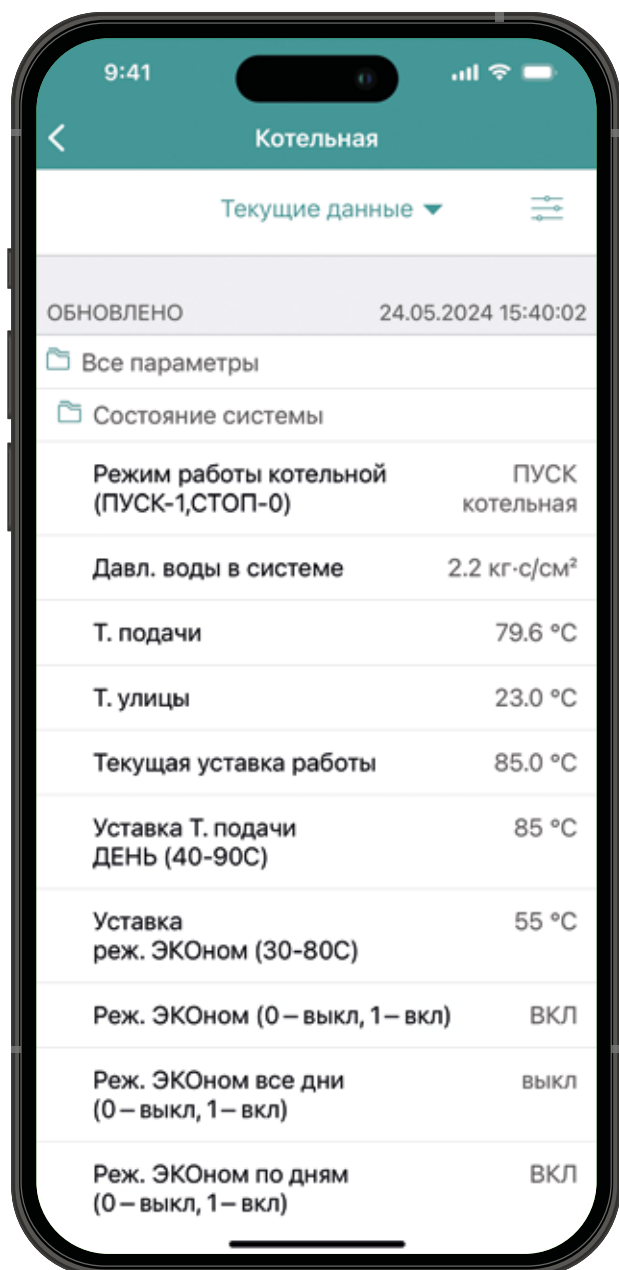 9:41
Котельная
Текущие данные
ОБНОВЛЕНО 24.05.2024 15:40:02
Все параметры
Состояние системы
Режим работы котельной ПУСК
(ПУСК-1,СТОП-0) котельная
Давл. воды в системе 2.2 кг·с/см²
Т. подачи 79.6 °C
Т. улицы 23.0 °C
Текущая уставка работы 85.0 °C
Уставка Т. подачи 85 °C
ДЕНЬ (40-90С)
Уставка 55 °C
реж. ЭКОном (30-80С)
Реж. ЭКОном (0 – выкл, 1 – вкл) ВКЛ
Реж. ЭКОном все дни выкл
(0 – выкл, 1 – вкл)
Реж. ЭКОном по дням ВКЛ
(0 – выкл, 1 – вкл)